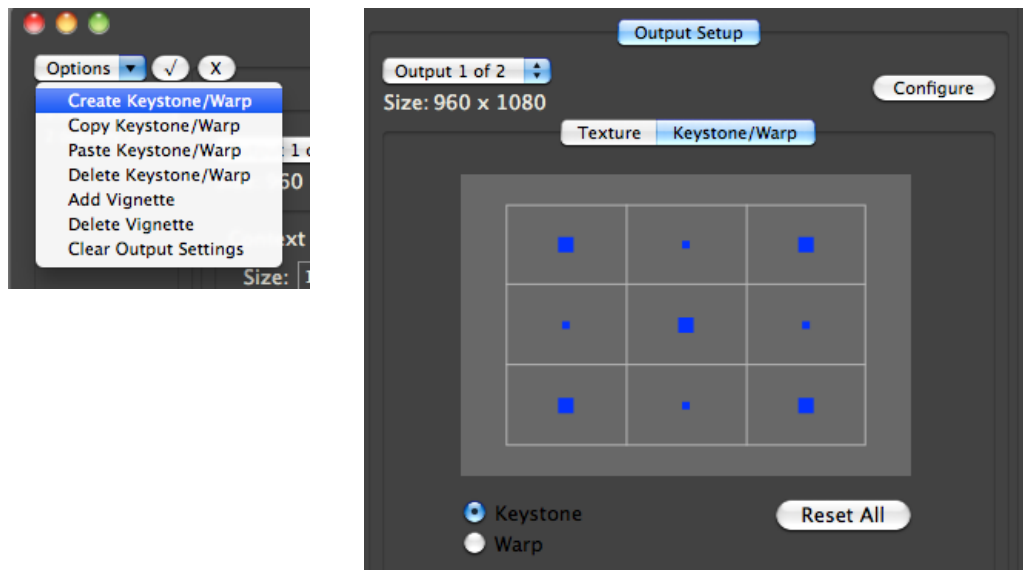 Options √ X
Create Keystone/Warp
Copy Keystone/Warp
Paste Keystone/Warp
Delete Keystone/Warp
Add Vignette
Delete Vignette
Clear Output Settings
Size:
Output Setup
Output 1 of 2
Configure
Size: 960 x 1080
Texture Keystone/Warp
Keystone
Reset All
Warp